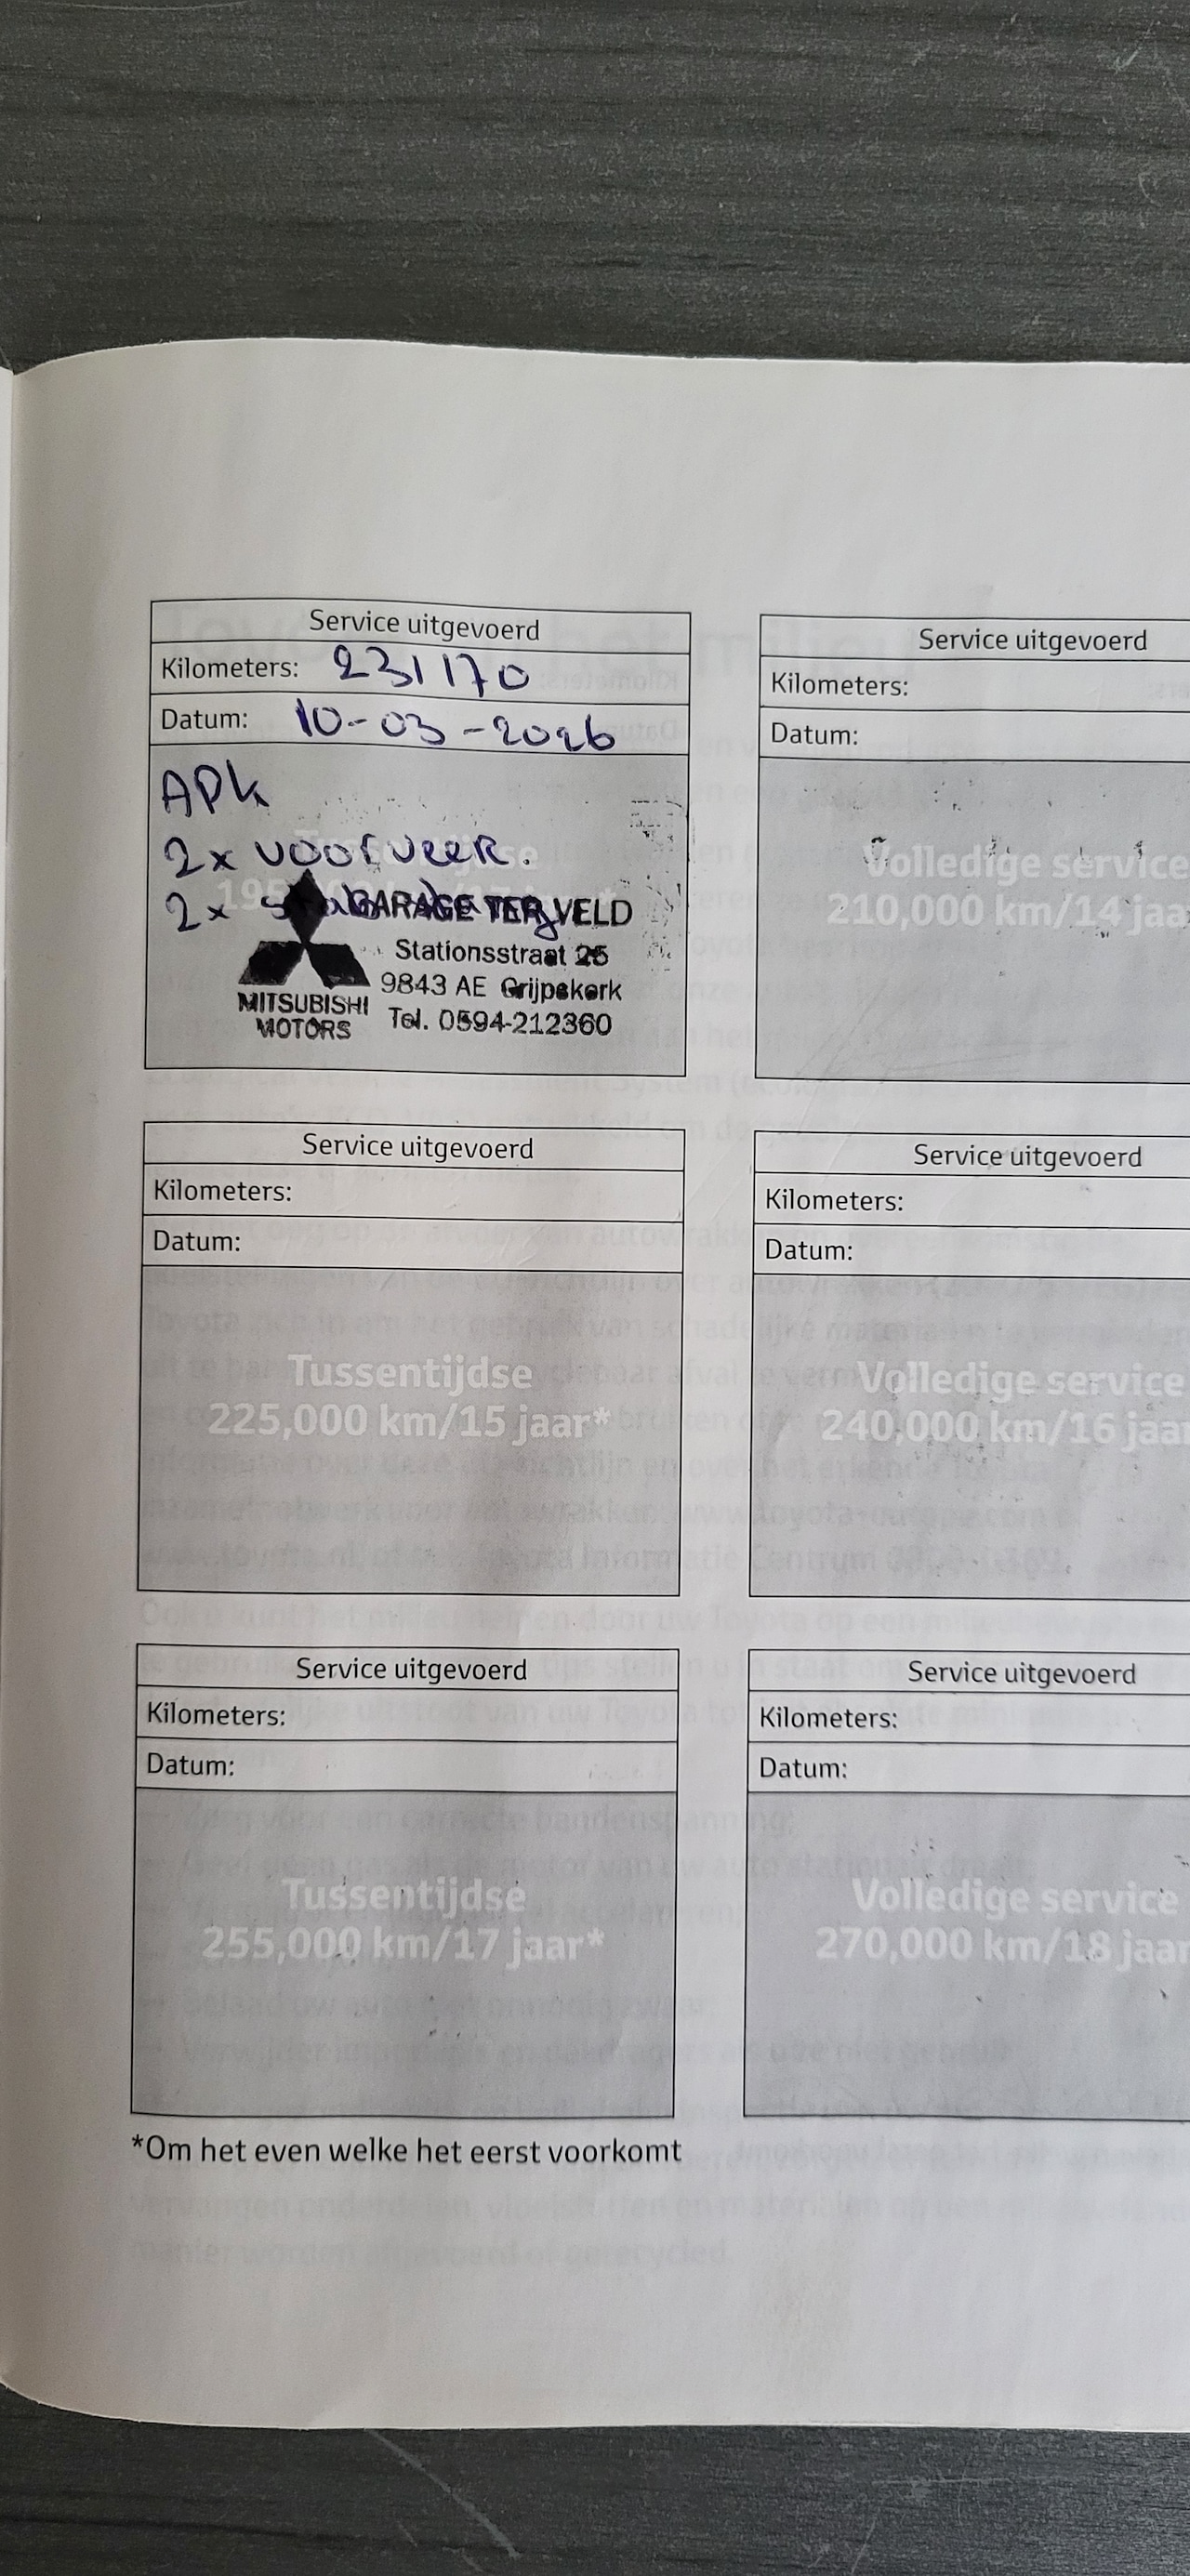 Service uitgevoerd
Kilometers: 231170
Datum: 10-03-2026
APK
2x voorveer.
Tussentijdse
2x
GARAGE TER VELD
Stationsstraat 25
9843 AE Grijpskerk
Tel. 0594-212360
MITSUBISHI
MOTORS
Service uitgevoerd
Kilometers:
Datum:
Volledige service
210,000 km/14 jaar
Service uitgevoerd
Kilometers:
Datum:
Tussentijdse
225,000 km/15 jaar*
Service uitgevoerd
Kilometers:
Datum:
Volledige service
240,000 km/16 jaar
Service uitgevoerd
Kilometers:
Datum:
Tussentijdse
255,000 km/17 jaar*
Service uitgevoerd
Kilometers:
Datum:
Volledige service
270,000 km/18 jaar
*Om het even welke het eerst voorkomt